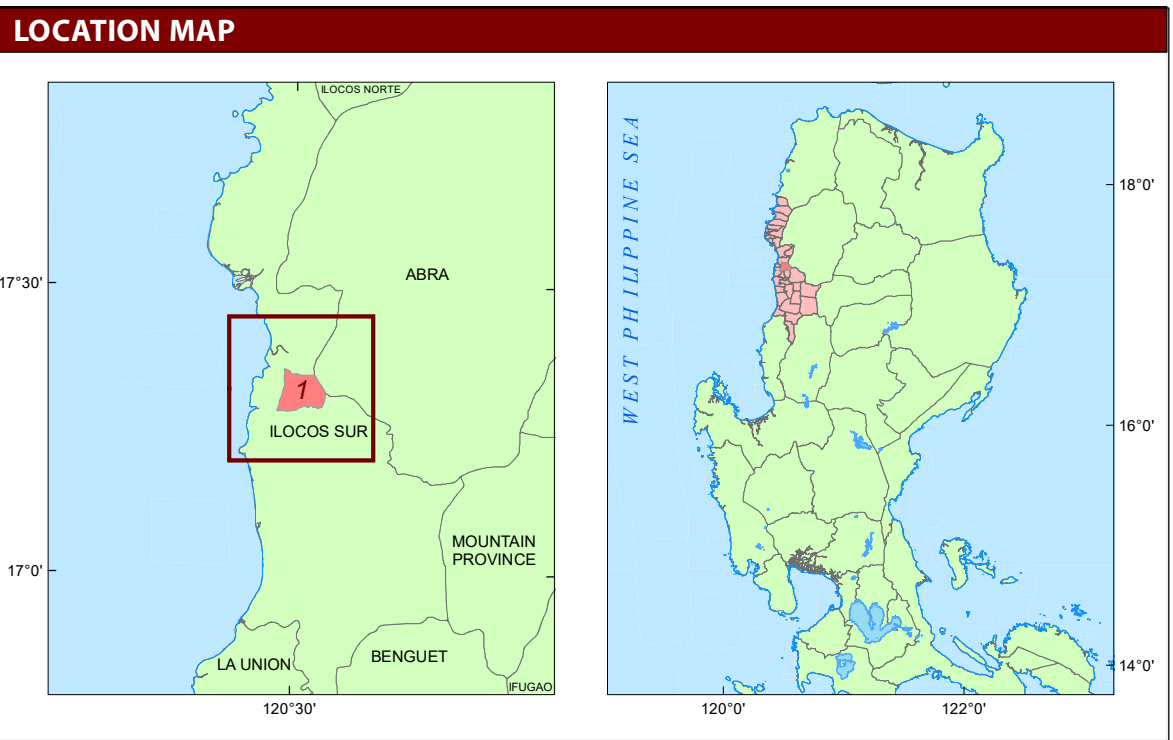 LOCATION MAP
ILOCOS NORTE
ABRA
17°30'
1
ILOCOS SUR
MOUNTAIN
PROVINCE
17°0'
LA UNION
BENGUET
IFUGAO
120°30'
WEST PHILIPPINE SEA
18°0'
16°0'
14°0'
120°0'
122°0'